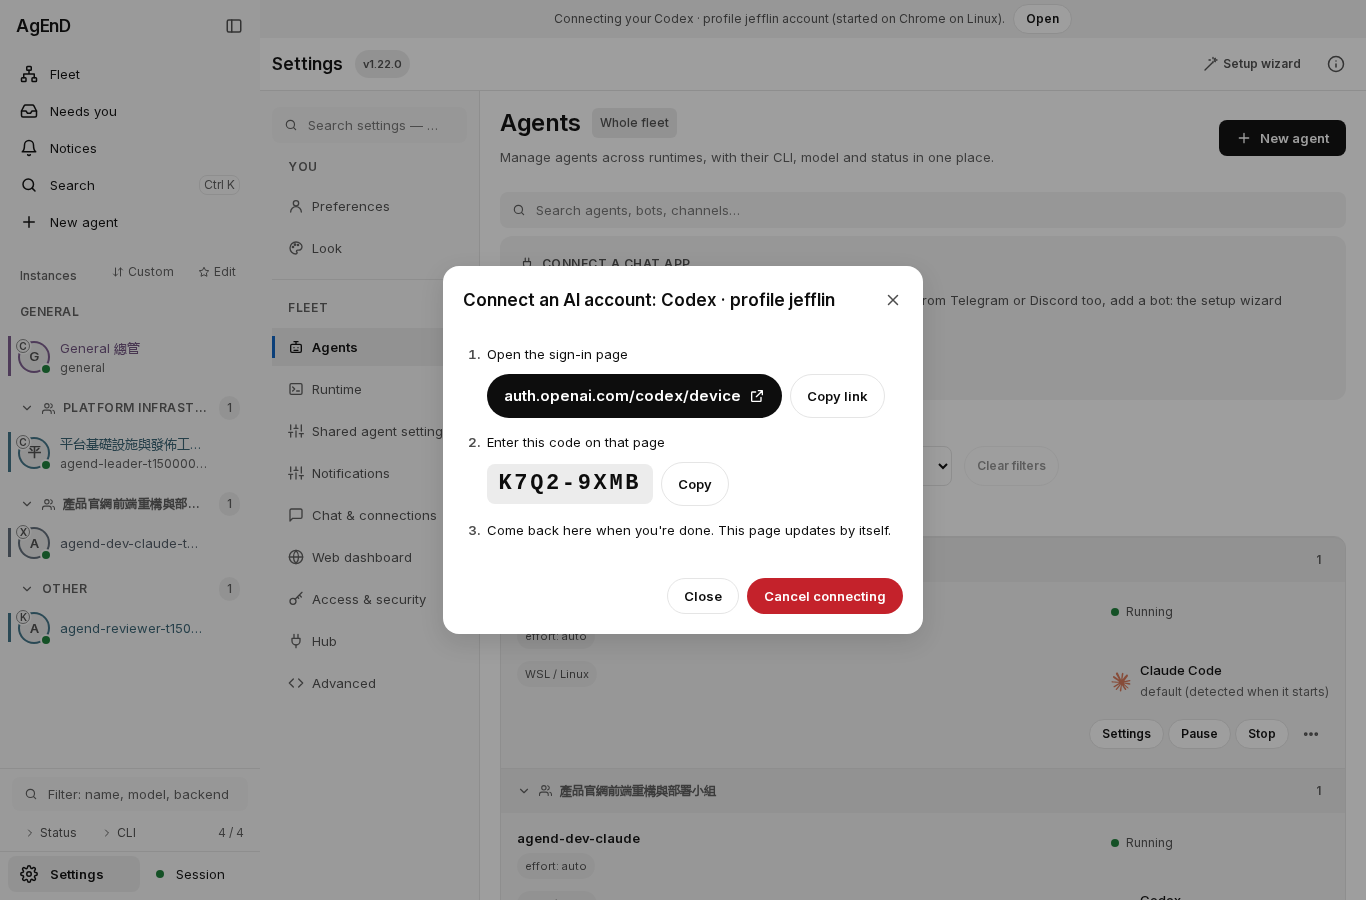 AgEnD
Fleet
Needs you
Notices
Search
Ctrl K
New agent
Instances
Custom
Edit
GENERAL
C
G
General 總管
general
PLATFORM INFRAST...
1
C
平
平台基礎設施與發佈工...
agend-leader-t150000...
產品官網前端重構與部...
1
X
A
agend-dev-claude-t...
OTHER
1
K
A
agend-reviewer-t150...
Filter: name, model, backend
Status
CLI
4 / 4
Settings
Session
Connecting your Codex · profile jefflin account (started on Chrome on Linux).
Open
Settings
v1.22.0
Setup wizard
Search settings — ...
YOU
Preferences
Look
FLEET
Agents
Runtime
Shared agent setting
Notifications
Chat & connections
Web dashboard
Access & security
Hub
Advanced
Agents
Whole fleet
Manage agents across runtimes, with their CLI, model and status in one place.
New agent
Search agents, bots, channels...
CONNECT A CHAT APP
rom Telegram or Discord too, add a bot: the setup wizard
Clear filters
1
effort: auto
Running
WSL / Linux
Claude Code
default (detected when it starts)
Settings
Pause
Stop
產品官網前端重構與部署小組
1
agend-dev-claude
effort: auto
Running
Codex
Connect an AI account: Codex · profile jefflin
1. Open the sign-in page
auth.openai.com/codex/device
Copy link
2. Enter this code on that page
K7Q2-9XMB
Copy
3. Come back here when you're done. This page updates by itself.
Close
Cancel connecting